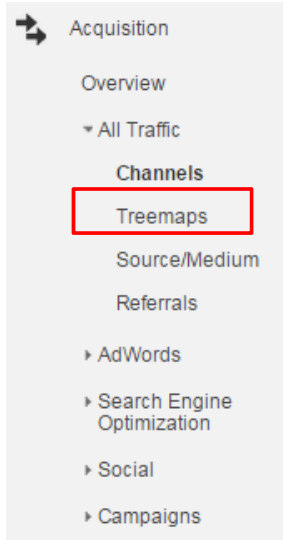 Acquisition
Overview
All Traffic
Channels
Treemaps
Source/Medium
Referrals
AdWords
Search Engine
Optimization
Social
Campaigns